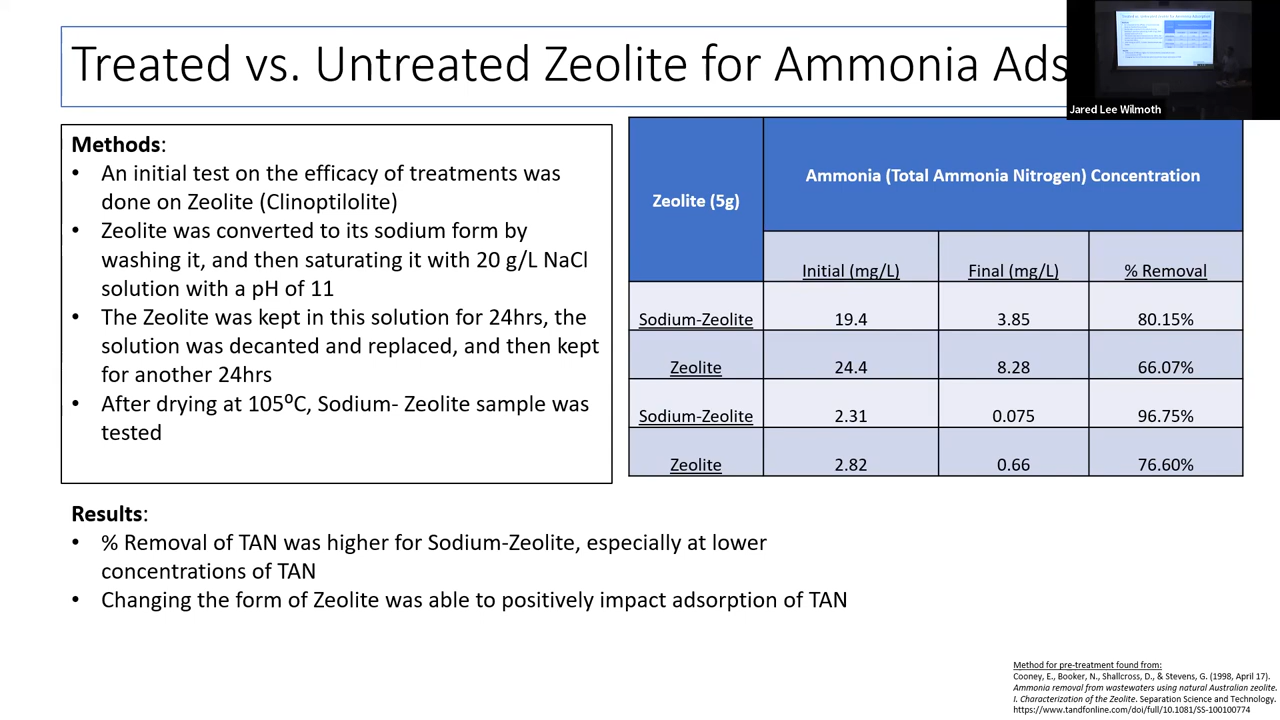 Treated vs. Untreated Zeolite for Ammonia Ads
Jared Lee Wilmoth
Methods:
• An initial test on the efficacy of treatments was
done on Zeolite (Clinoptilolite)
• Zeolite was converted to its sodium form by
washing it, and then saturating it with 20 g/L NaCl
solution with a pH of 11
• The Zeolite was kept in this solution for 24hrs, the
solution was decanted and replaced, and then kept
for another 24hrs
• After drying at 105⁰C, Sodium- Zeolite sample was
tested
Zeolite (5g)
Ammonia (Total Ammonia Nitrogen) Concentration
Initial (mg/L) Final (mg/L) % Removal
Sodium-Zeolite 19.4 3.85 80.15%
Zeolite 24.4 8.28 66.07%
Sodium-Zeolite 2.31 0.075 96.75%
Zeolite 2.82 0.66 76.60%
Results:
• % Removal of TAN was higher for Sodium-Zeolite, especially at lower
concentrations of TAN
• Changing the form of Zeolite was able to positively impact adsorption of TAN
Method for pre-treatment found from:
Cooney, E., Booker, N., Shallcross, D., & Stevens, G. (1998, April 17).
Ammonia removal from wastewaters using natural Australian zeolite.
I. Characterization of the Zeolite. Separation Science and Technology.
https://www.tandfonline.com/doi/full/10.1081/SS-100100774